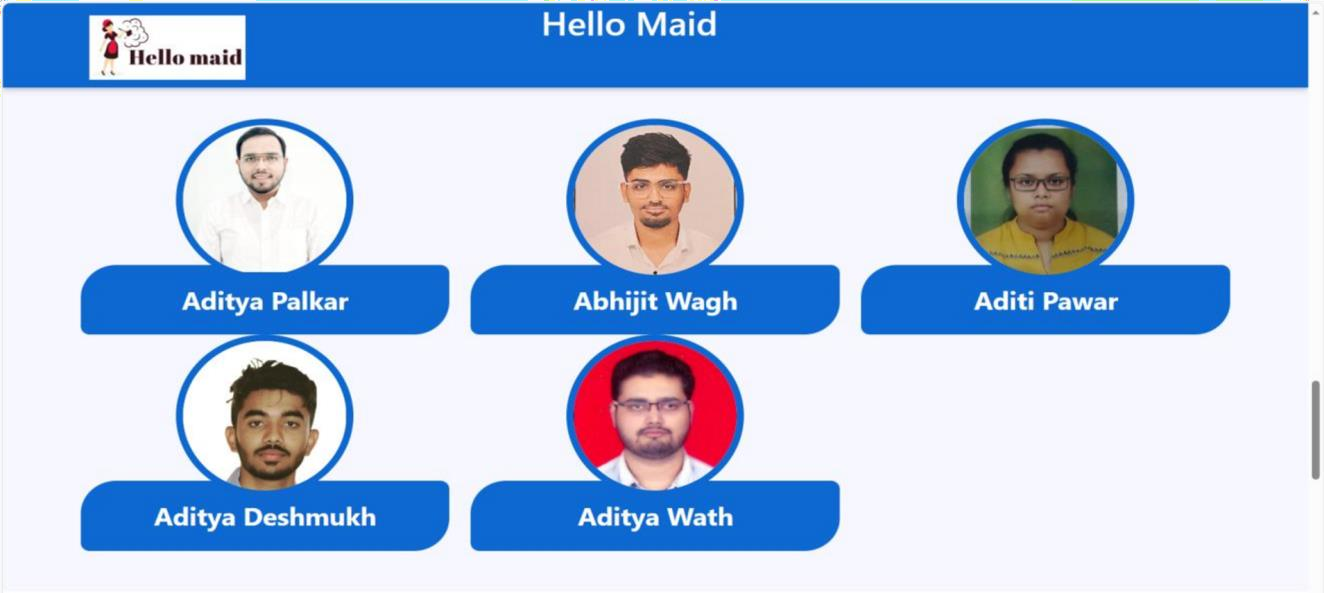 Hello Maid
Hello maid
Aditya Palkar
Abhijit Wagh
Aditi Pawar
Aditya Deshmukh
Aditya Wath